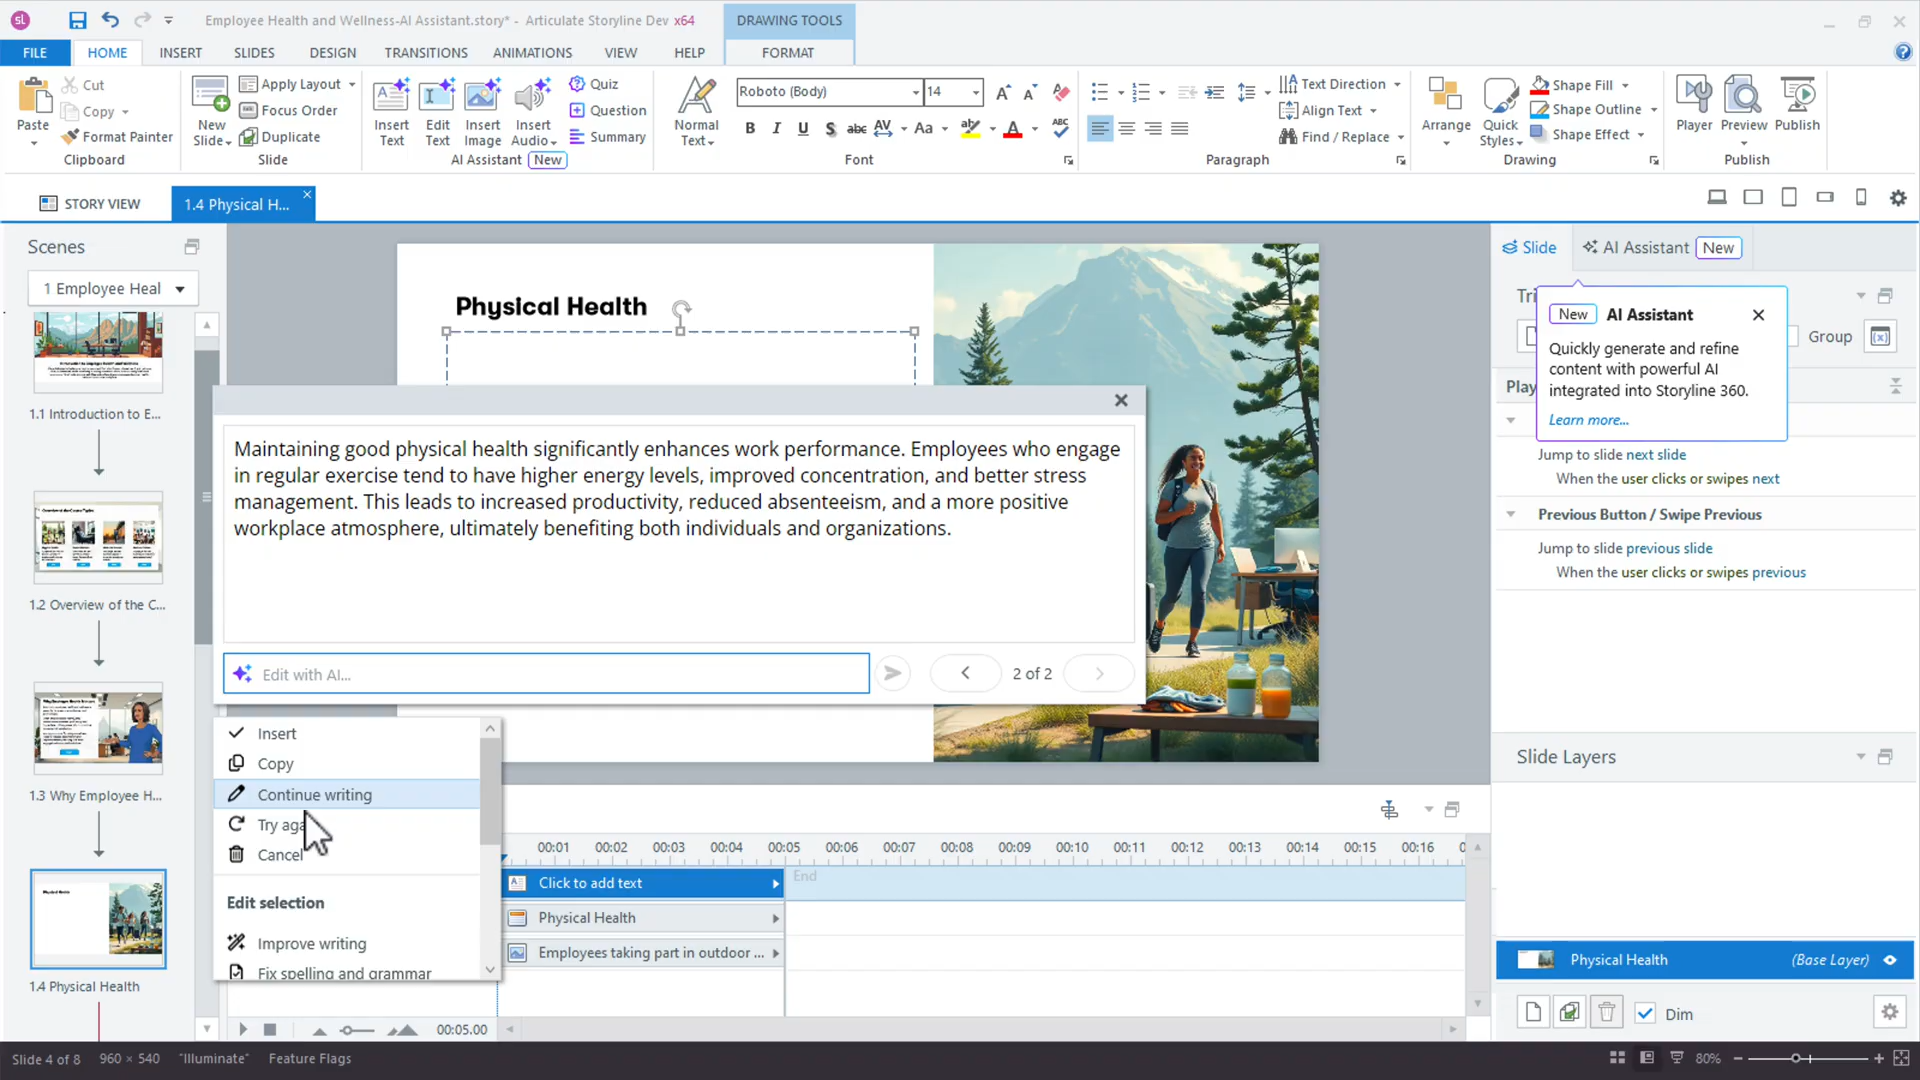 sl
Employee Health and Wellness-AI Assistant.story* - Articulate Storyline Dev x64
DRAWING TOOLS
FILE
HOME
INSERT
SLIDES
DESIGN
TRANSITIONS
ANIMATIONS
VIEW
HELP
FORMAT
Paste
Cut
Copy
Format Painter
Clipboard
New Slide
Apply Layout
Focus Order
Duplicate
Slide
Insert Text
Edit Text
Insert Image
Insert Audio
Quiz
Question
Summary
AI Assistant New
Normal Text
Roboto (Body)
14
Font
Text Direction
Align Text
Find / Replace
Paragraph
Arrange
Quick Styles
Shape Fill
Shape Outline
Shape Effect
Drawing
Player
Preview
Publish
Publish
STORY VIEW
1.4 Physical H...
Scenes
1 Employee Heal
1.1 Introduction to E...
1.2 Overview of the C...
1.3 Why Employee H...
1.4 Physical Health
Physical Health
Maintaining good physical health significantly enhances work performance. Employees who engage
in regular exercise tend to have higher energy levels, improved concentration, and better stress
management. This leads to increased productivity, reduced absenteeism, and a more positive
workplace atmosphere, ultimately benefiting both individuals and organizations.
Edit with AI...
2 of 2
Insert
Copy
Continue writing
Try aga
Cancel
Edit selection
Improve writing
Fix spelling and grammar
00:01 00:02 00:03 00:04 00:05 00:06 00:07 00:08 00:09 00:10 00:11 00:12 00:13 00:14 00:15 00:16
Click to add text
End
Physical Health
Employees taking part in outdoor ...
00:05.00
Slide
AI Assistant New
Tri
New AI Assistant
Quickly generate and refine
content with powerful AI
integrated into Storyline 360.
Learn more...
Group
Play
Jump to slide next slide
When the user clicks or swipes next
Previous Button / Swipe Previous
Jump to slide previous slide
When the user clicks or swipes previous
Slide Layers
Physical Health (Base Layer)
Dim
Slide 4 of 8 960 × 540 "Illuminate" Feature Flags
80%